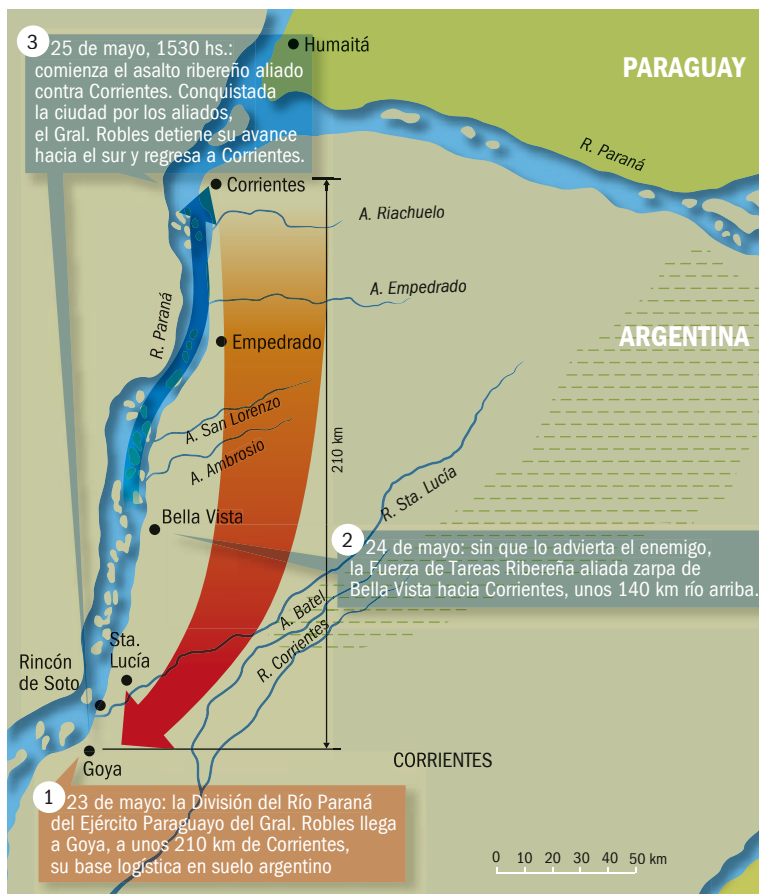 3
25 de mayo, 1530 hs.:
comienza el asalto ribereño aliado
contra Corrientes. Conquistada
la ciudad por los aliados,
el Gral. Robles detiene su avance
hacia el sur y regresa a Corrientes.
Humaitá
PARAGUAY
R. Paraná
Corrientes
A. Riachuelo
A. Empedrado
R. Paraná
ARGENTINA
Empedrado
A. San Lorenzo
A. Ambrosio
210 km
R. Sta. Lucía
Bella Vista
2
24 de mayo: sin que lo advierta el enemigo,
la Fuerza de Tareas Ribereña aliada zarpa de
Bella Vista hacia Corrientes, unos 140 km río arriba.
A. Batel
R. Corrientes
Sta.
Lucía
Rincón
de Soto
Goya
CORRIENTES
1
23 de mayo: la División del Río Paraná
del Ejército Paraguayo del Gral. Robles llega
a Goya, a unos 210 km de Corrientes,
su base logística en suelo argentino
0 10 20 30 40 50 km